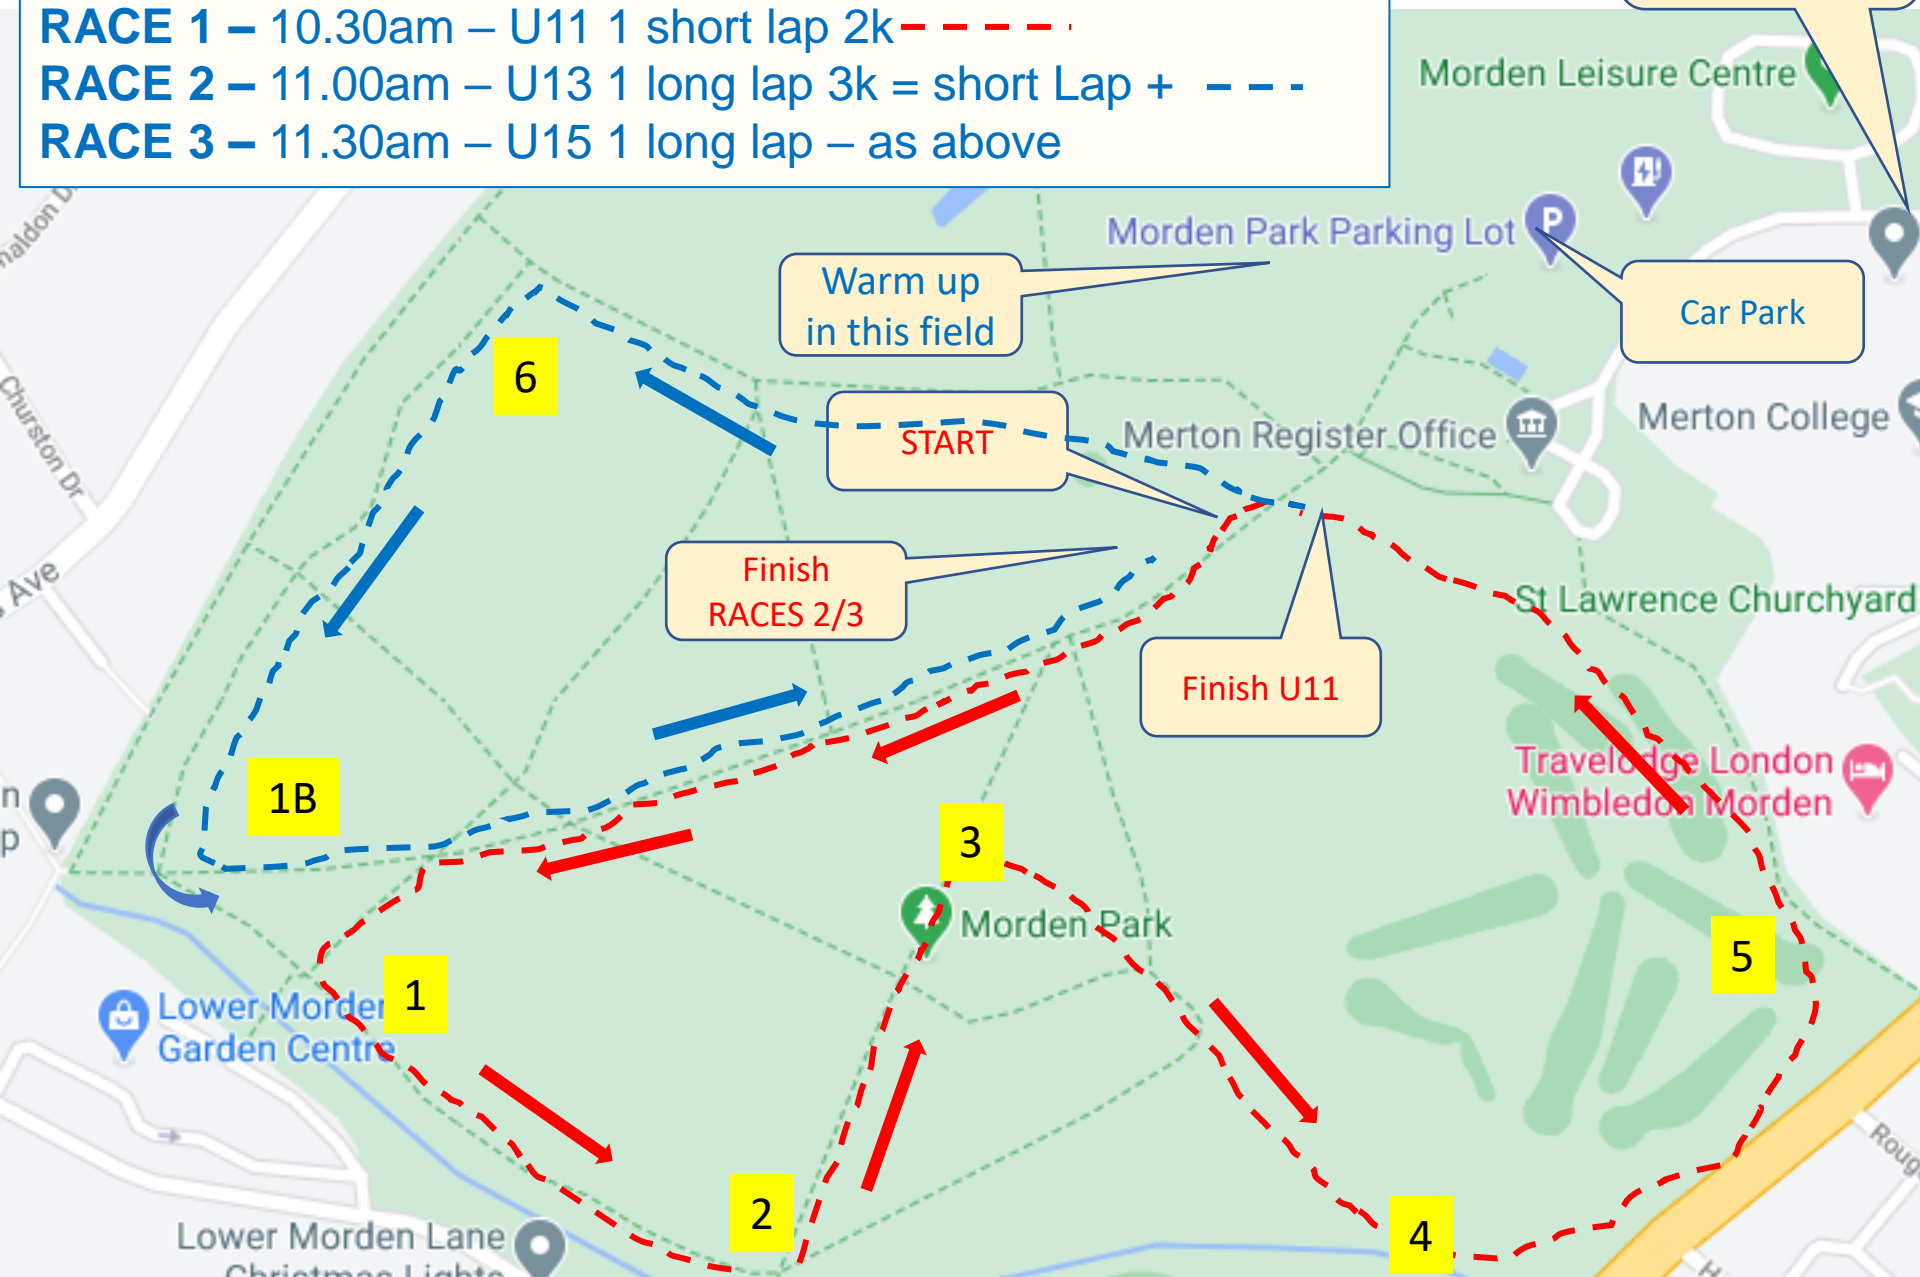 RACE 1 – 10.30am – U11 1 short lap 2k
RACE 2 – 11.00am – U13 1 long lap 3k = short Lap +
RACE 3 – 11.30am – U15 1 long lap – as above
Morden Leisure Centre
Morden Park Parking Lot
P
Car Park
Warm up
in this field
6
START
Merton Register Office
Merton College
Churston Dr
Ave
Finish
RACES 2/3
St Lawrence Churchyard
Finish U11
1B
Travelodge London
Wimbledon Morden
n
p
3
Morden Park
5
1
Lower Morden
Garden Centre
2
4
Lower Morden Lane
Christmas Lights